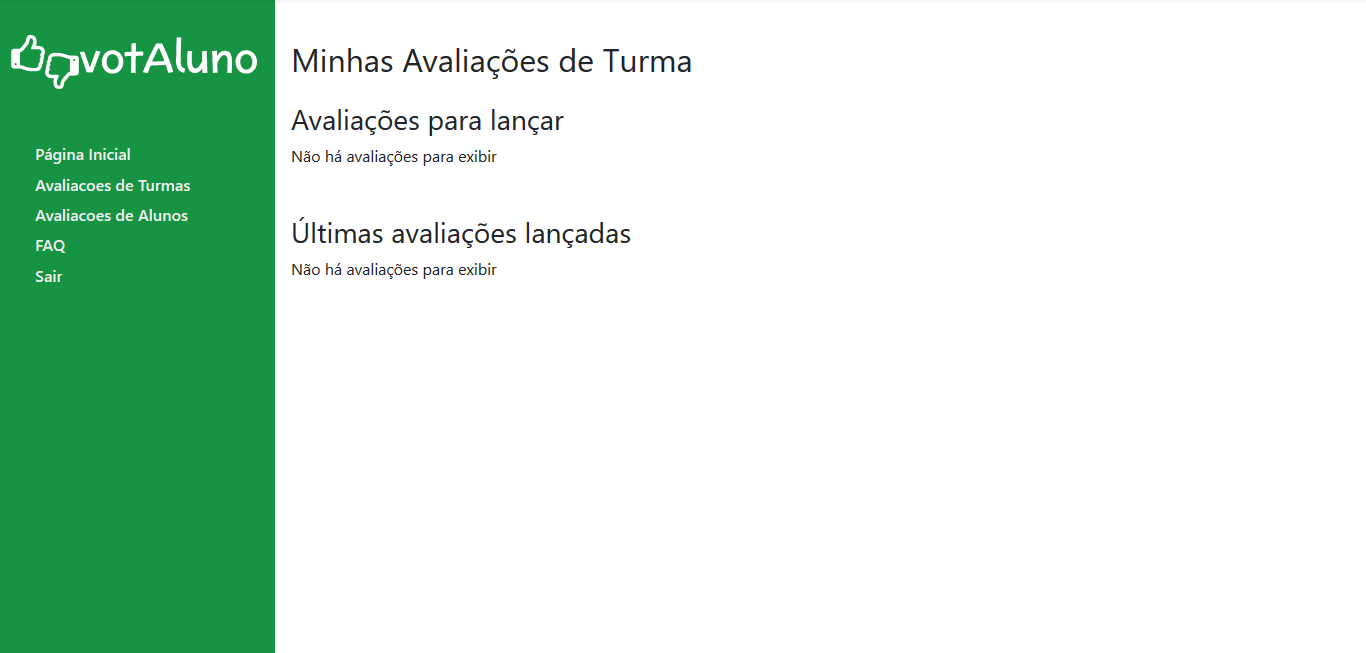 votAluno
Página Inicial
Avaliacoes de Turmas
Avaliacoes de Alunos
FAQ
Sair
Minhas Avaliações de Turma
Avaliações para lançar
Não há avaliações para exibir
Últimas avaliações lançadas
Não há avaliações para exibir